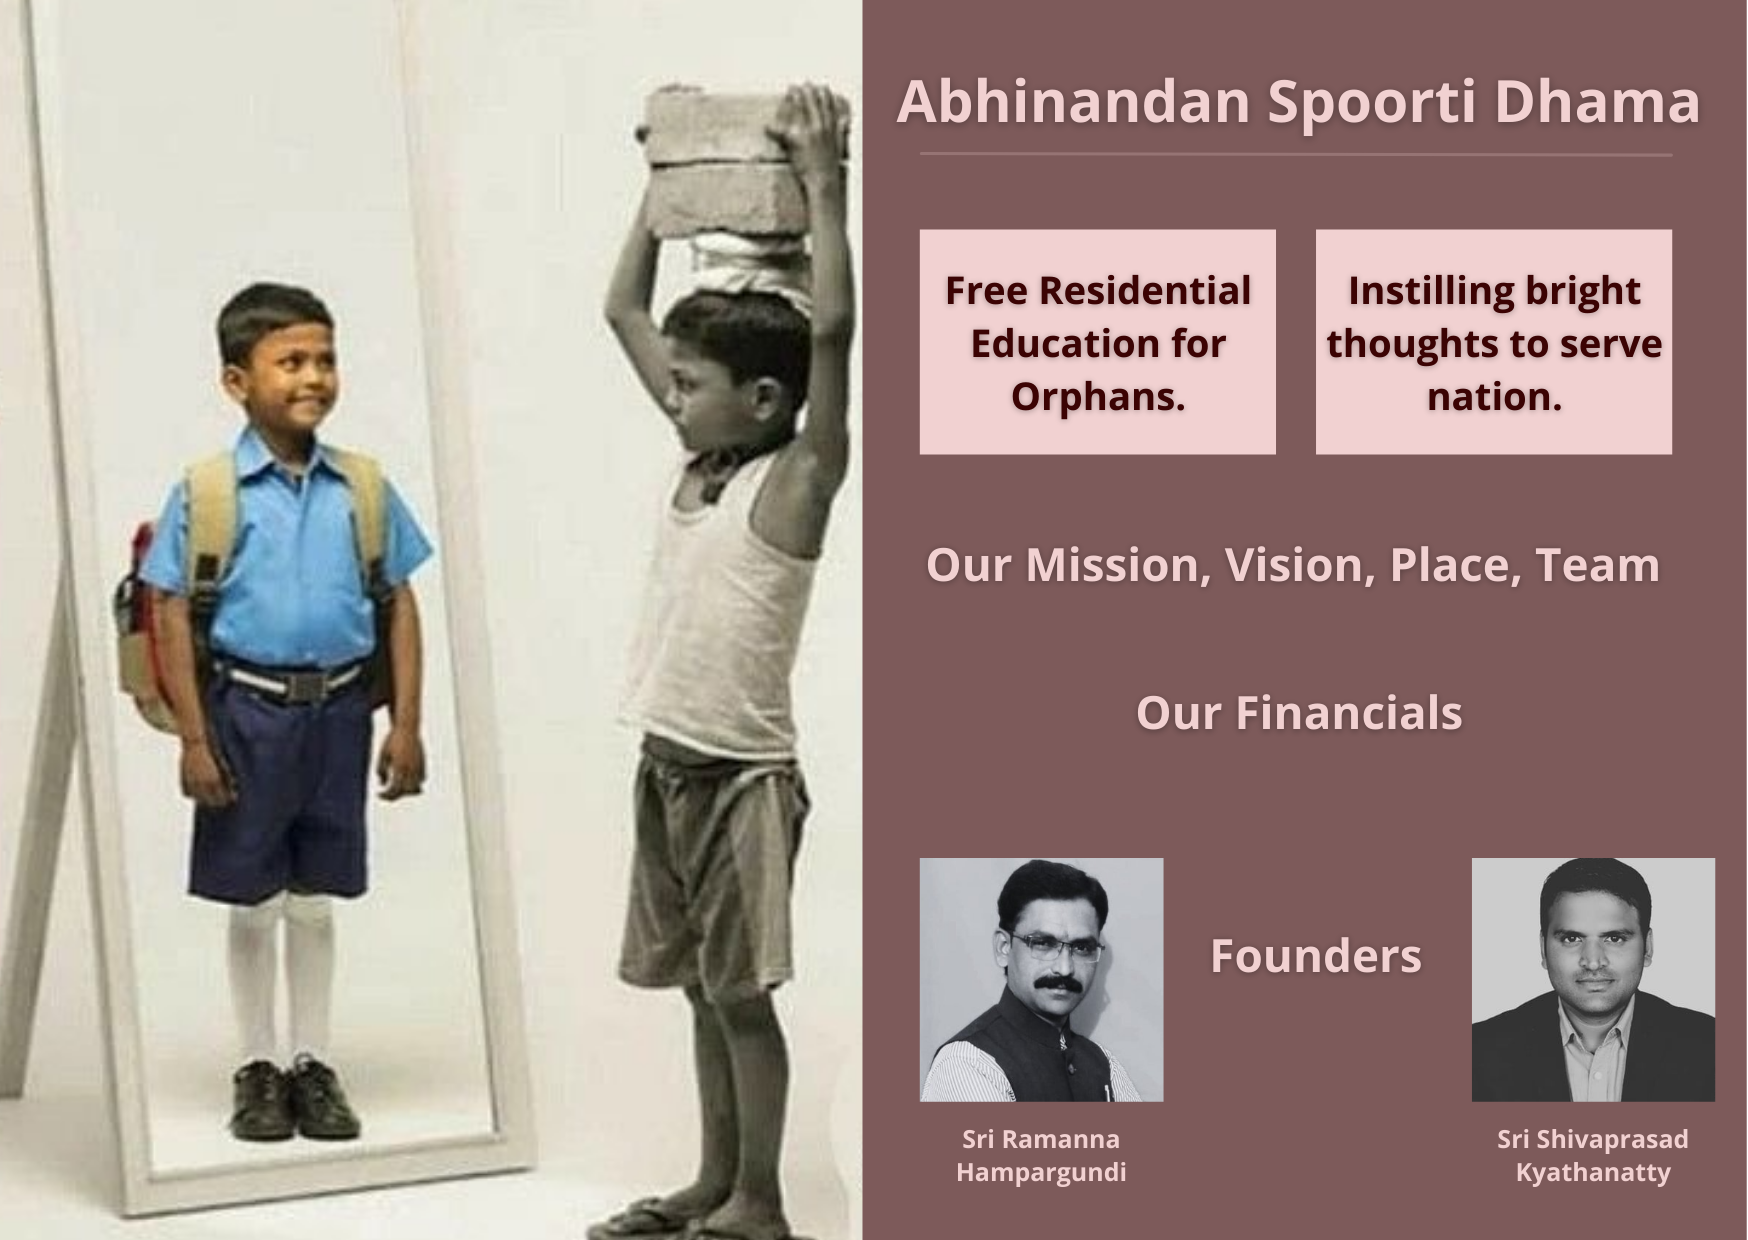 Abhinandan Spoorti Dhama
Free Residential
Education for
Orphans.
Instilling bright
thoughts to serve
nation.
Our Mission, Vision, Place, Team
Our Financials
Founders
Sri Ramanna
Hampargundi
Sri Shivaprasad
Kyathanatty